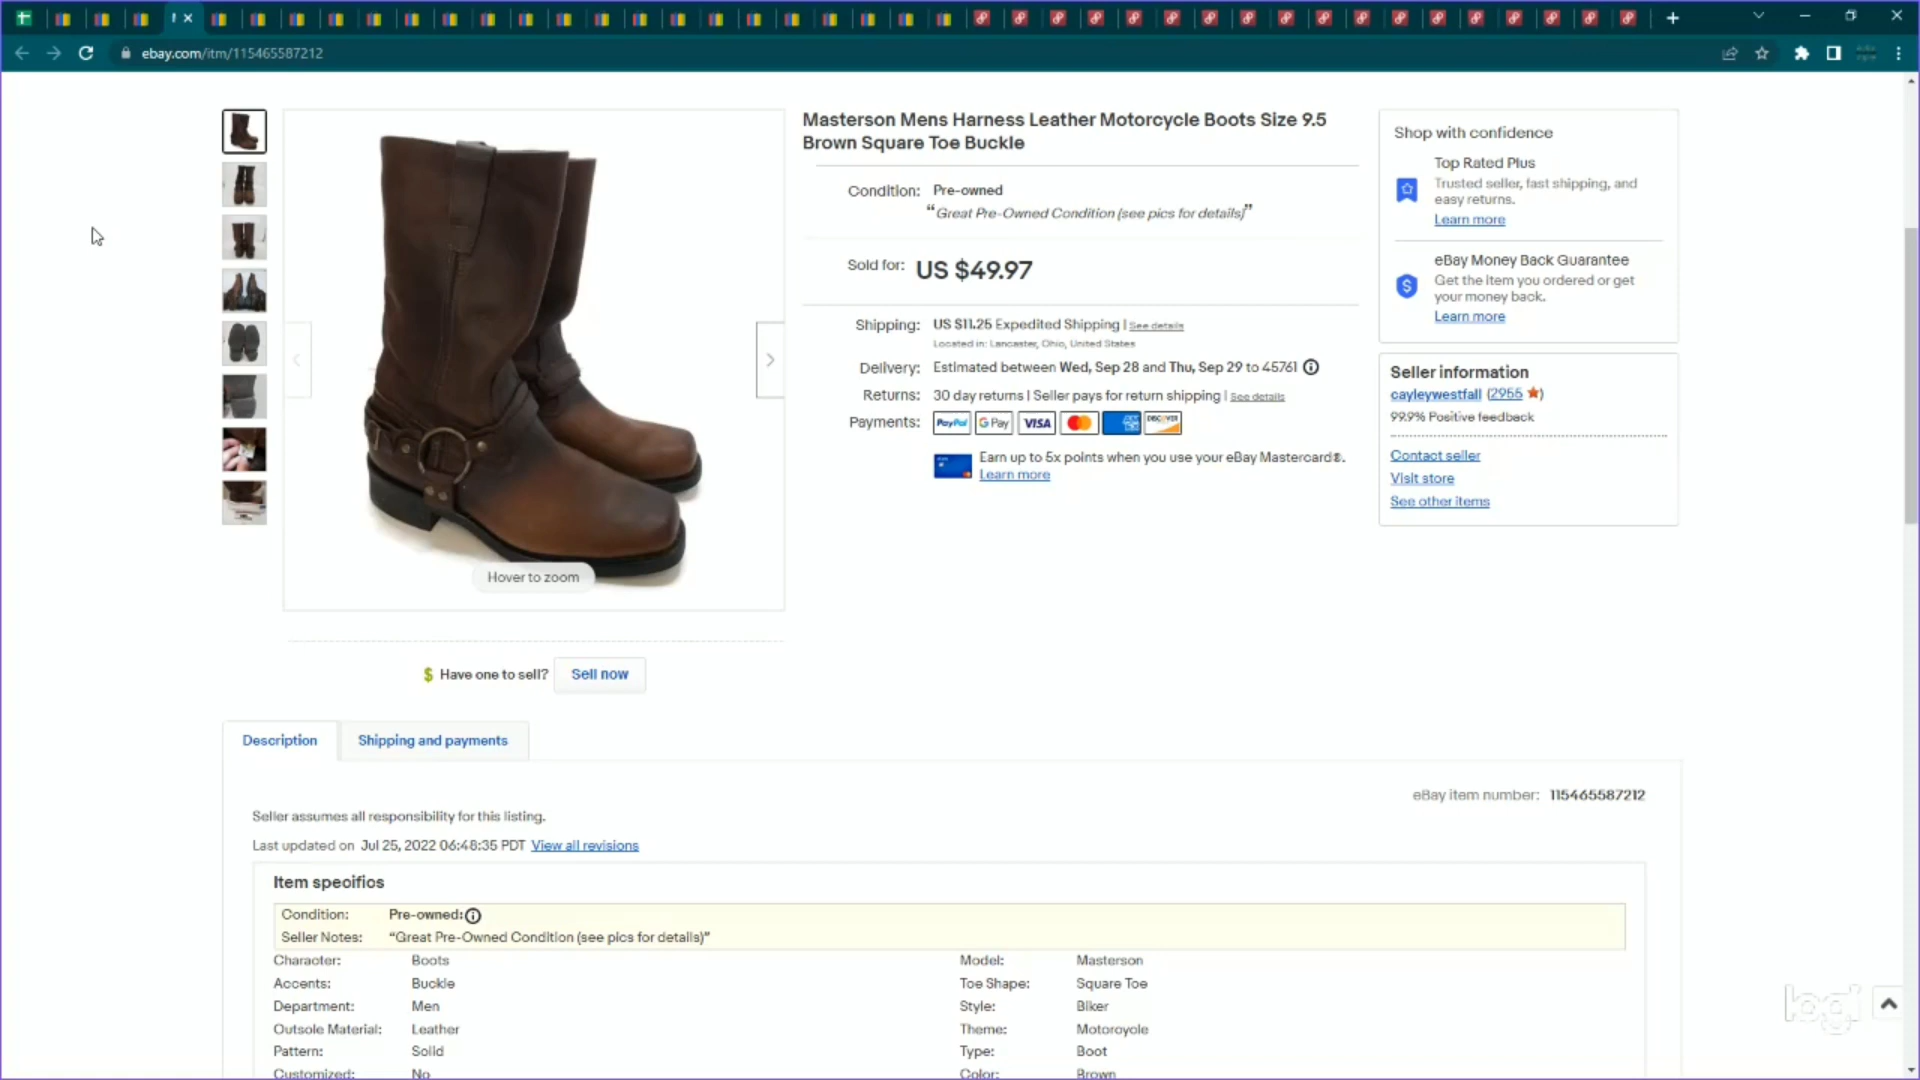 ebay.com/itm/115465587212
Masterson Mens Harness Leather Motorcycle Boots Size 9.5
Brown Square Toe Buckle
Condition: Pre-owned
“Great Pre-Owned Condition (see pics for details)”
Sold for: US $49.97
Shipping: US $11.25 Expedited Shipping | See details
Located in: Lancaster, Ohio, United States
Delivery: Estimated between Wed, Sep 28 and Thu, Sep 29 to 45761
Returns: 30 day returns | Seller pays for return shipping | See details
Payments: PayPal G Pay VISA DISCOVER
Earn up to 5x points when you use your eBay Mastercard®.
Learn more
Shop with confidence
Top Rated Plus
Trusted seller, fast shipping, and
easy returns.
Learn more
eBay Money Back Guarantee
Get the item you ordered or get
your money back.
Learn more
Seller information
cayleywestfall (2955)
99.9% Positive feedback
Contact seller
Visit store
See other items
Hover to zoom
$ Have one to sell? Sell now
Description Shipping and payments
eBay item number: 115465587212
Seller assumes all responsibility for this listing.
Last updated on Jul 25, 2022 06:48:35 PDT View all revisions
Item specifics
Condition: Pre-owned:
Seller Notes: “Great Pre-Owned Condition (see pics for details)”
Character: Boots Model: Masterson
Accents: Buckle Toe Shape: Square Toe
Department: Men Style: Biker
Outsole Material: Leather Theme: Motorcycle
Pattern: Solid Type: Boot
Customized: No Color: Brown
logi